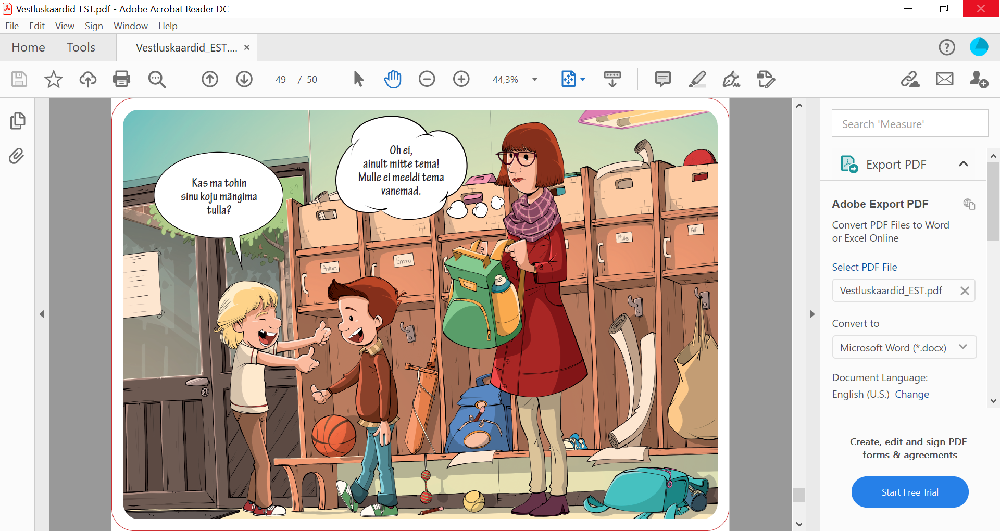 Vestluskaardid_EST.pdf - Adobe Acrobat Reader DC
File Edit View Sign Window Help
Home Tools Vestluskaardid_EST.... ×
49 / 50 44,3%
Search 'Measure'
Export PDF
Adobe Export PDF
Convert PDF Files to Word
or Excel Online
Select PDF File
Vestluskaardid_EST.pdf
Convert to
Microsoft Word (*.docx)
Document Language:
English (U.S.) Change
Create, edit and sign PDF
forms & agreements
Start Free Trial
Kas ma tohin
sinu koju mängima
tulla?
Oh ei,
ainult mitte tema!
Mulle ei meeldi tema
vanemad.
Anton
Emma
Mille
Alf